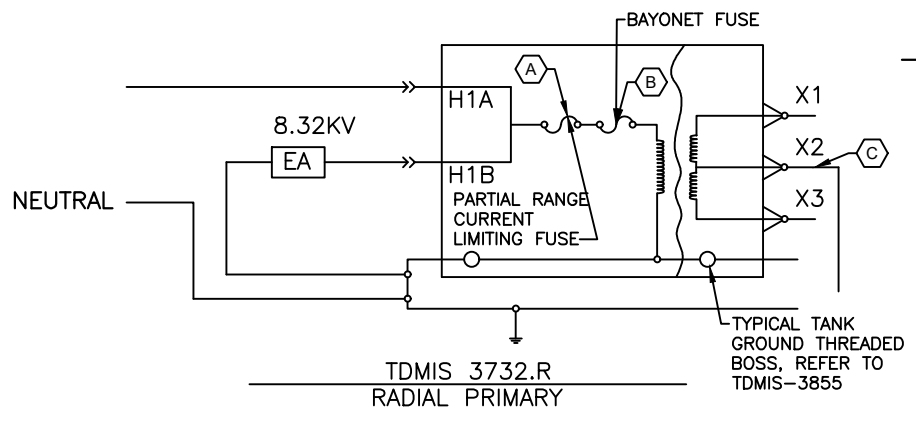 BAYONET FUSE
A
B
H1A
X1
8.32KV
EA
X2
C
H1B
NEUTRAL
PARTIAL RANGE
CURRENT
LIMITING FUSE
X3
TYPICAL TANK
GROUND THREADED
BOSS, REFER TO
TDMIS-3855
TDMIS 3732.R
RADIAL PRIMARY